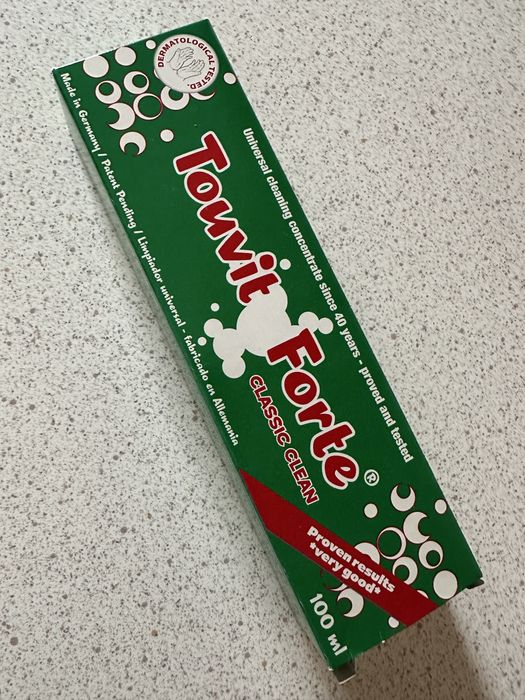 DERMATOLOGICAL TESTED.
Made in Germany / Patent Pending / Limpiador universal - fabricado en Allemania
Universal cleaning concentrate since 40 years - proved and tested
Touvit
Forte®
CLASSIC CLEAN
Proven results
*very good*
100 ml